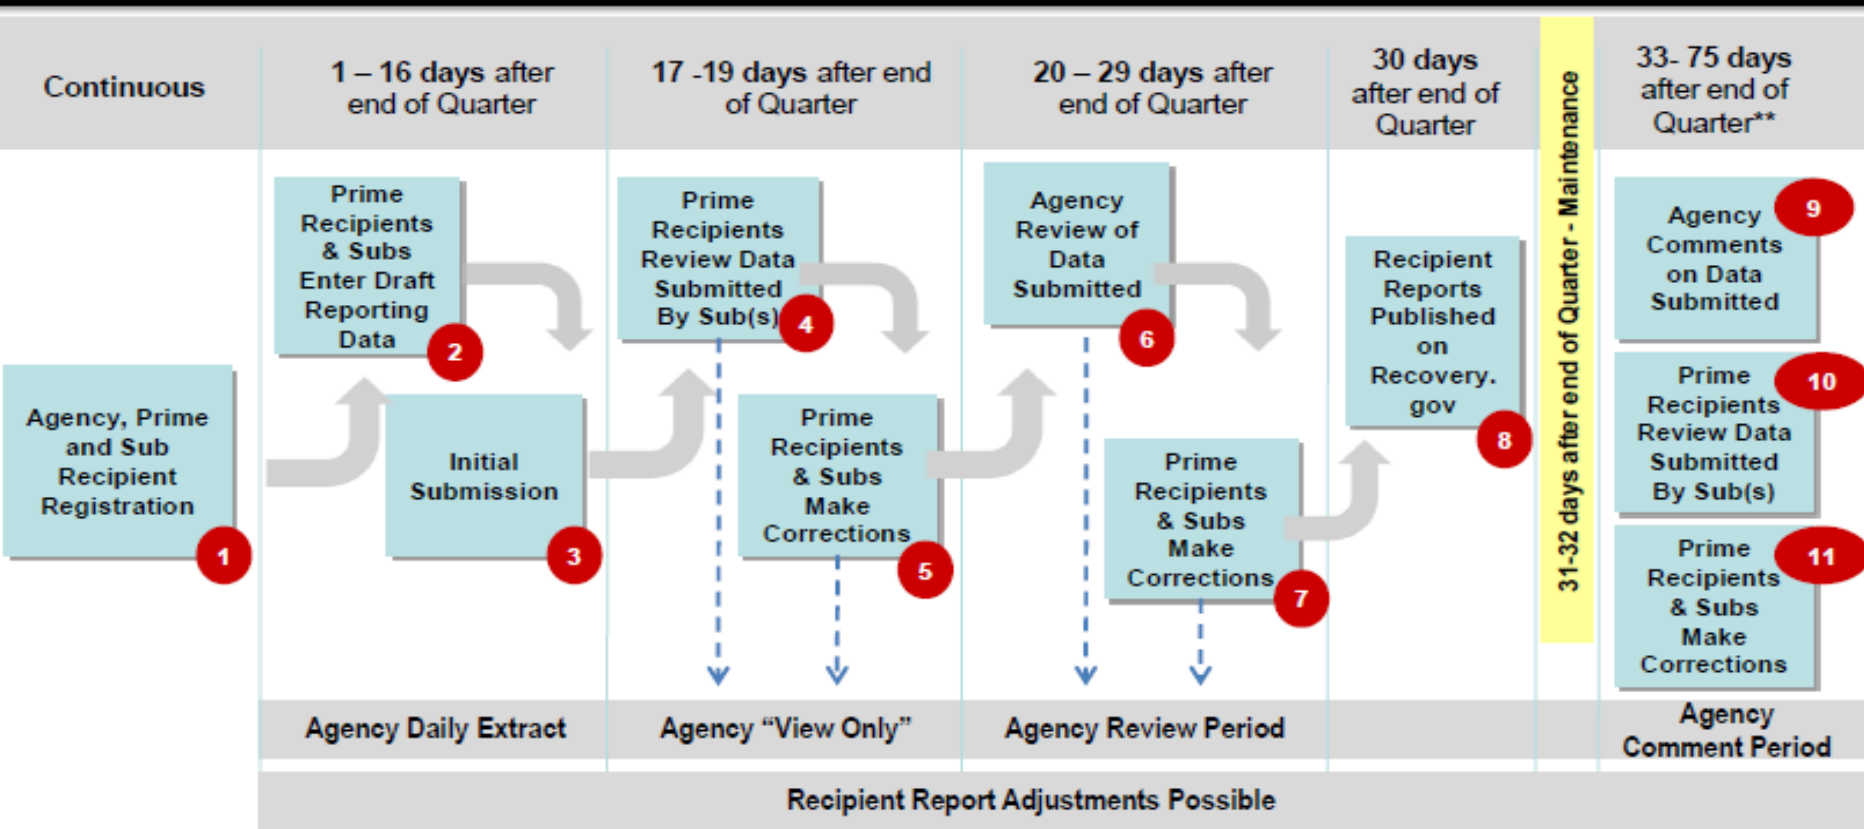 Continuous
1 – 16 days after
end of Quarter
17 -19 days after end
of Quarter
20 – 29 days after
end of Quarter
30 days
after end of
Quarter
31-32 days after end of Quarter - Maintenance
33- 75 days
after end of
Quarter**
Agency, Prime
and Sub
Recipient
Registration
1
Prime
Recipients
& Subs
Enter Draft
Reporting
Data
2
Initial
Submission
3
Prime
Recipients
Review Data
Submitted
By Sub(s)
4
Prime
Recipients
& Subs
Make
Corrections
5
Agency
Review of
Data
Submitted
6
Prime
Recipients
& Subs
Make
Corrections
7
Recipient
Reports
Published
on
Recovery.
gov
8
Agency
Comments
on Data
Submitted
9
Prime
Recipients
Review Data
Submitted
By Sub(s)
10
Prime
Recipients
& Subs
Make
Corrections
11
Agency Daily Extract
Agency “View Only”
Agency Review Period
Agency
Comment Period
Recipient Report Adjustments Possible